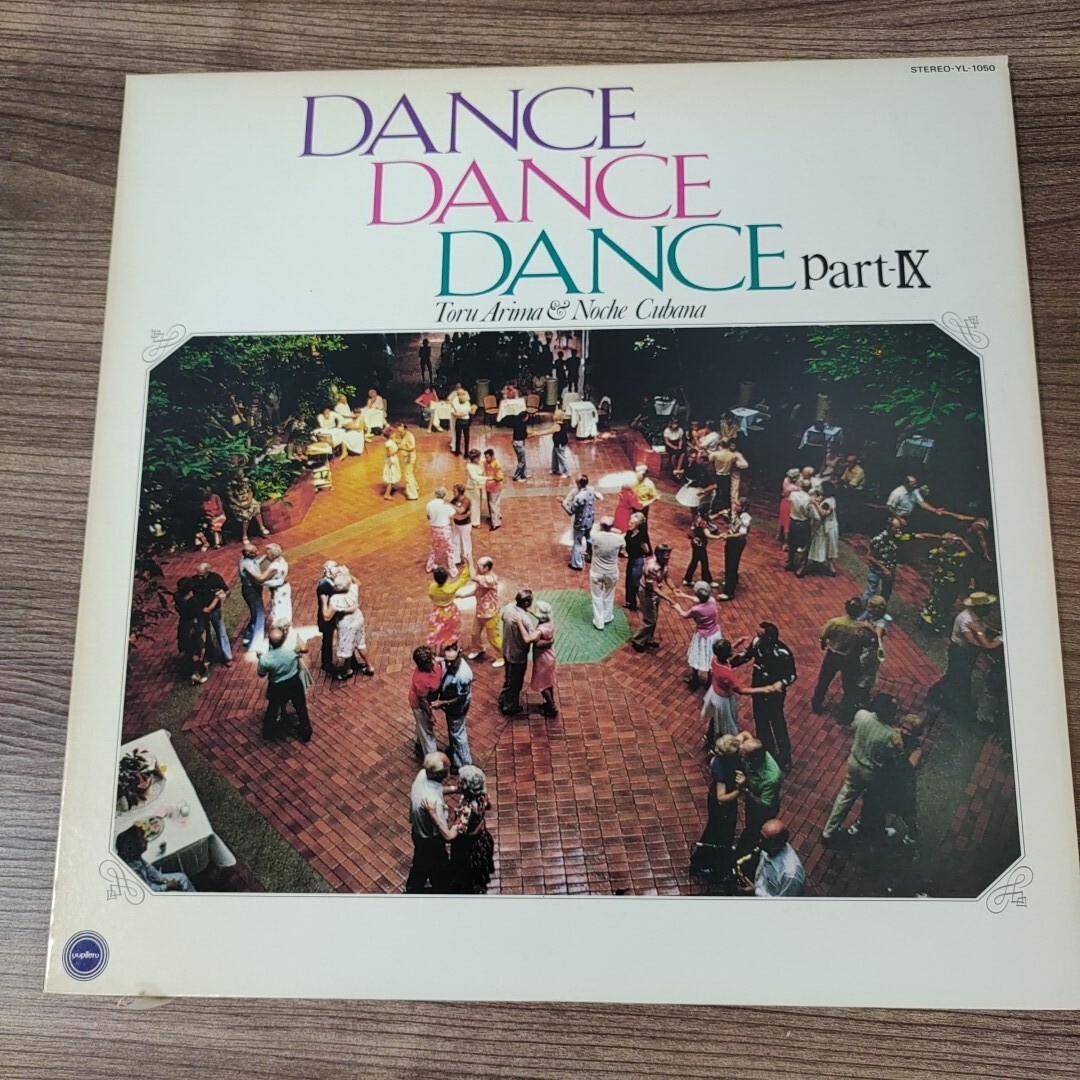 STEREO-YL-1050
DANCE
DANCE
DANCE part-IX
Toru Arima & Noche Cubana
yupiteru